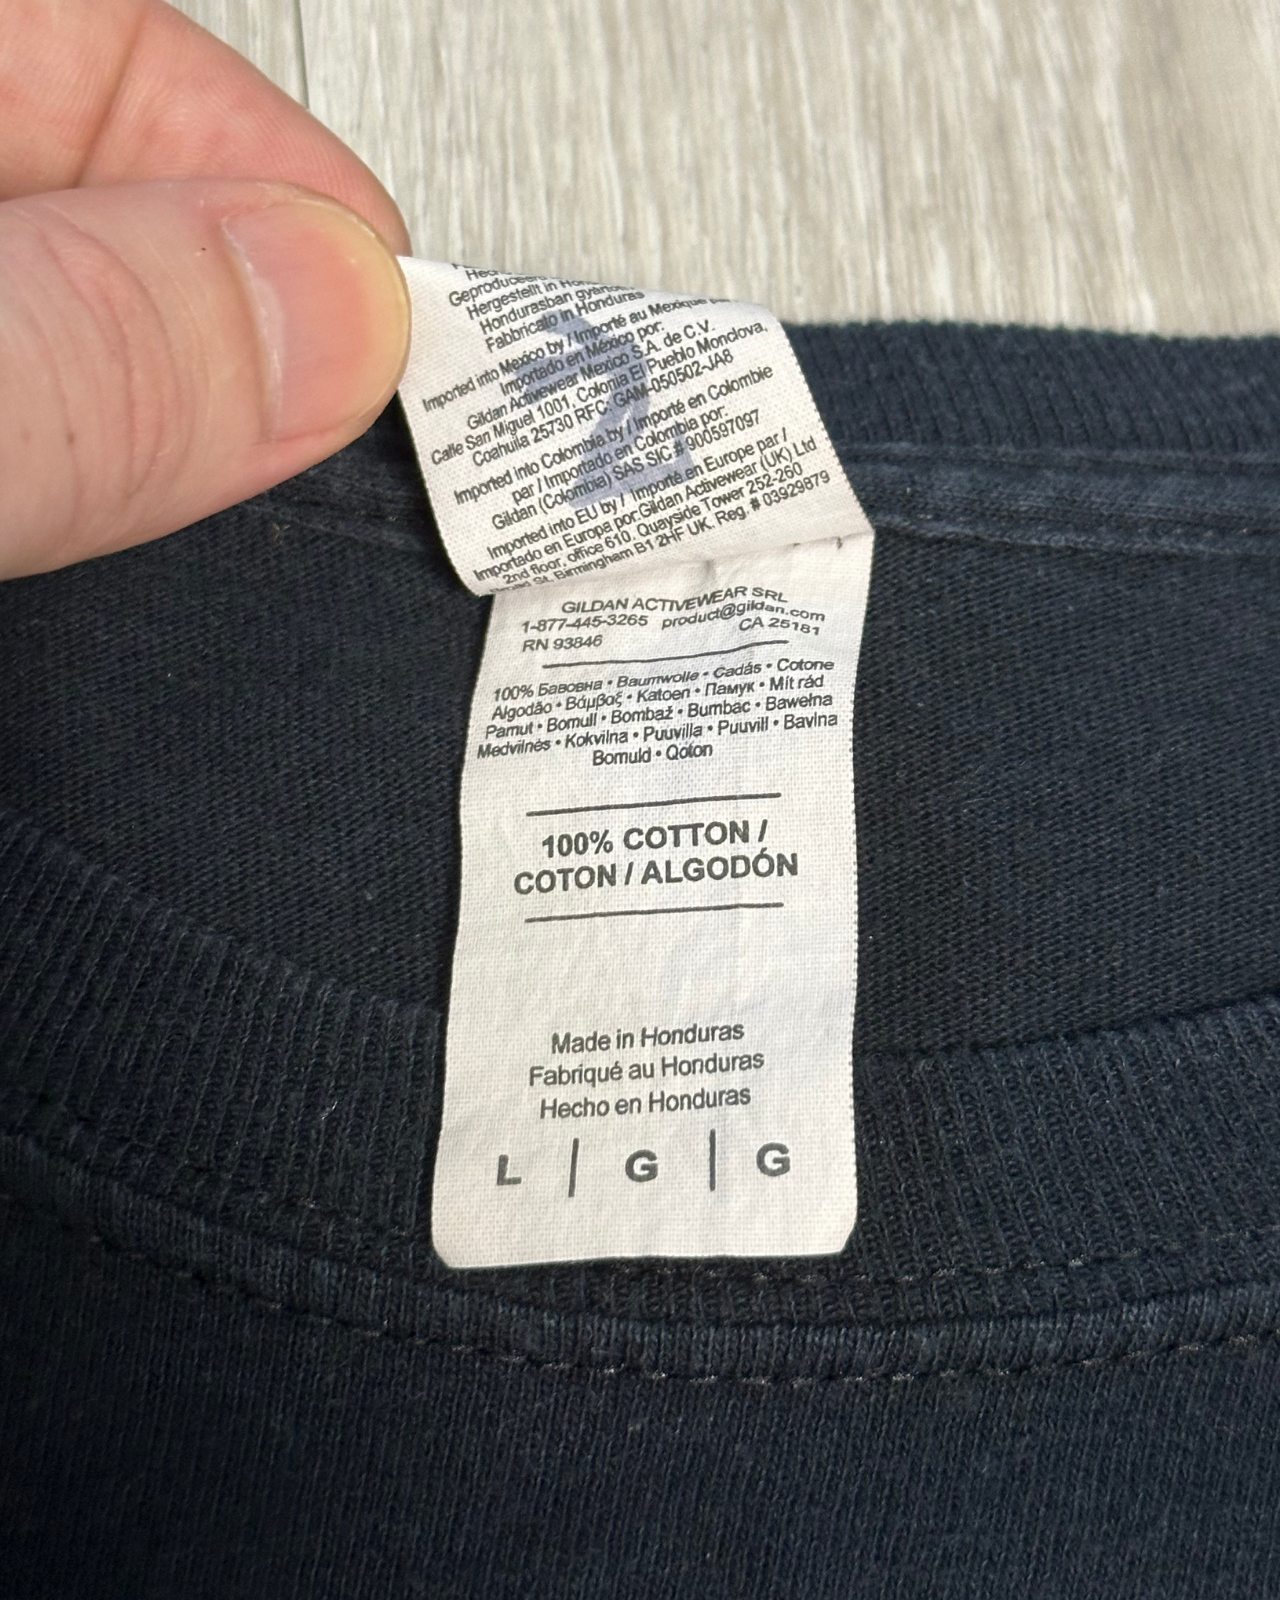 Geproduceerd
Hergestellt in
Hondurasban
Fabbricato in Honduras
Imported into Mexico by / Importé au Mexique par
Importado en México por:
Gildan Activewear Mexico S.A. de C.V.
Calle San Miguel 1001, Colonia El Pueblo Monclova,
Coahuila 25730 RFC: GAM-050502-JA8
Imported into Colombia by / Importé en Colombie
par / Importado en Colombia por:
Gildan (Colombia) SAS SIC # 900597097
Imported into EU by / Importé en Europe par /
Importado en Europa por:Gildan Activewear (UK) Ltd
2nd floor, office 610. Quayside Tower 252-260
Broad St. Birmingham B1 2HF UK. Reg. # 03929879
GILDAN ACTIVEWEAR SRL
1-877-445-3265 product@gildan.com
RN 93846 CA 25181
100% Бавовна • Baumwolle • Cadás • Cotone
Algodão • Βάμβαξ • Katoen • Памук • Mít rád
Pamut • Bomull • Bombaž • Bumbac • Bawełna
Medvilnės • Kokvilna • Puuvilla • Puuvill • Bavlna
Bomuld • Qoton
100% COTTON /
COTON / ALGODÓN
Made in Honduras
Fabriqué au Honduras
Hecho en Honduras
L | G | G